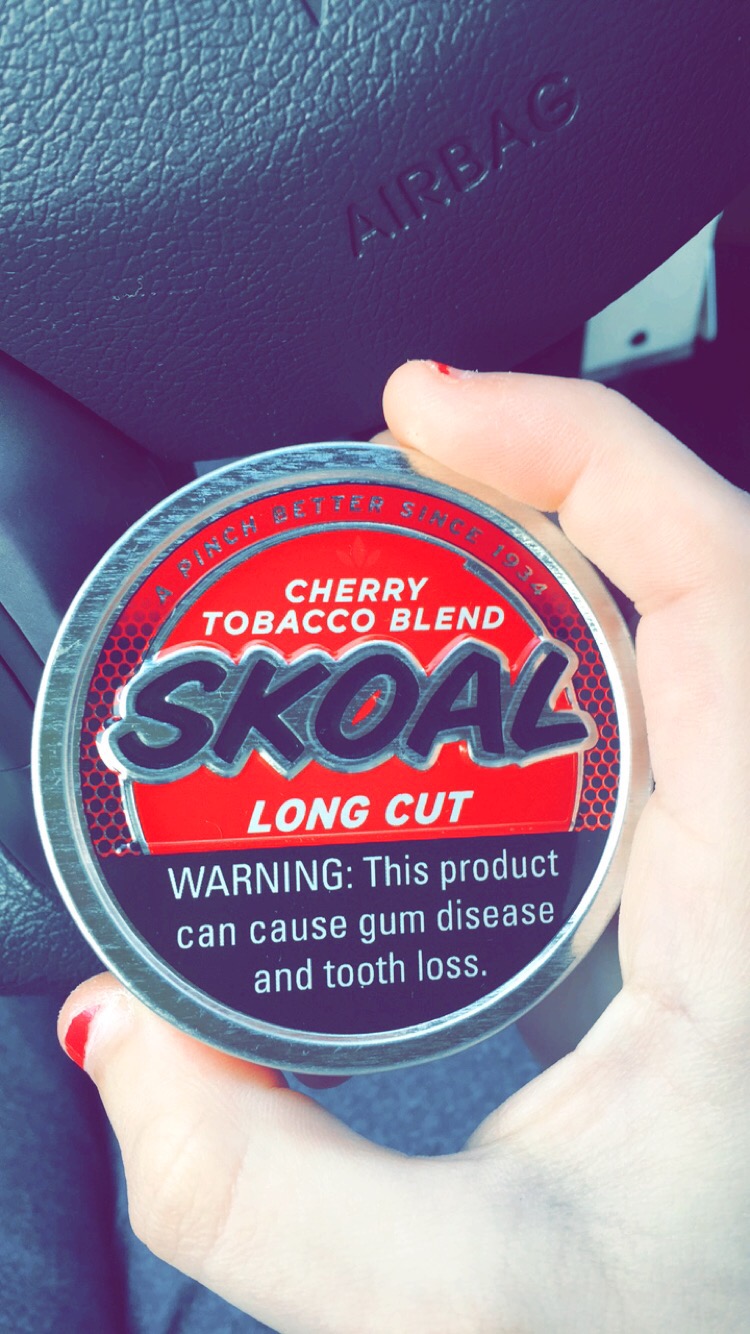 AIRBAG
A PINCH BETTER SINCE 1934
CHERRY
TOBACCO BLEND
SKOAL
LONG CUT
WARNING: This product
can cause gum disease
and tooth loss.